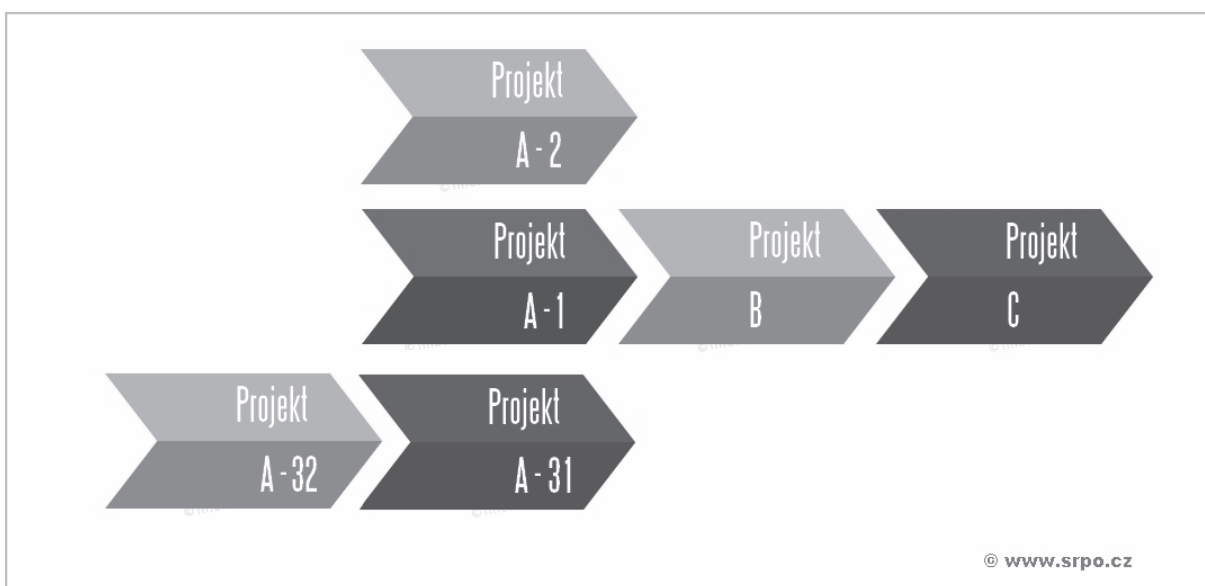 Projekt
A - 2
Projekt
A - 1
Projekt
B
Projekt
C
Projekt
A - 32
Projekt
A - 31
© www.srpo.cz